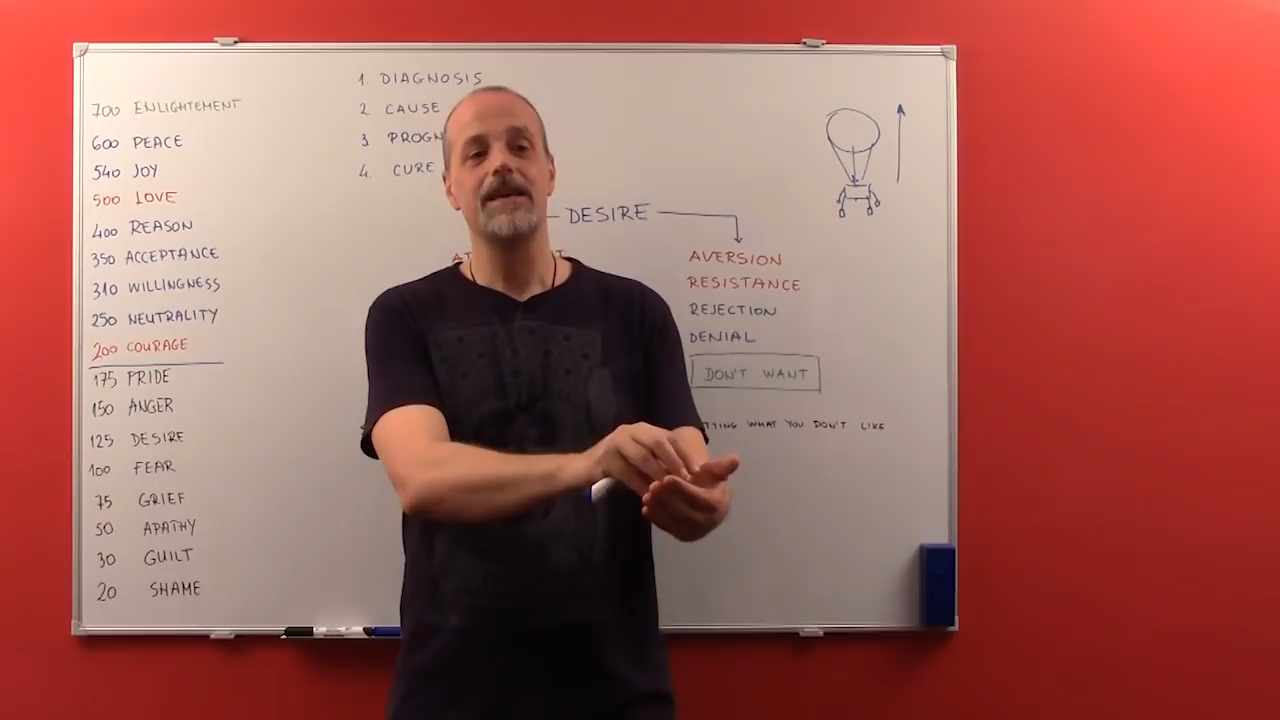 700 ENLIGHTEMENT
600 PEACE
540 JOY
500 LOVE
400 REASON
350 ACCEPTANCE
310 WILLINGNESS
250 NEUTRALITY
200 COURAGE
175 PRIDE
150 ANGER
125 DESIRE
100 FEAR
75 GRIEF
50 APATHY
30 GUILT
20 SHAME
1. DIAGNOSIS
2 CAUSE
3 PROGN
4. CURE
DESIRE
AVERSION
RESISTANCE
REJECTION
DENIAL
DON'T WANT
WHAT YOU DON'T LIKE